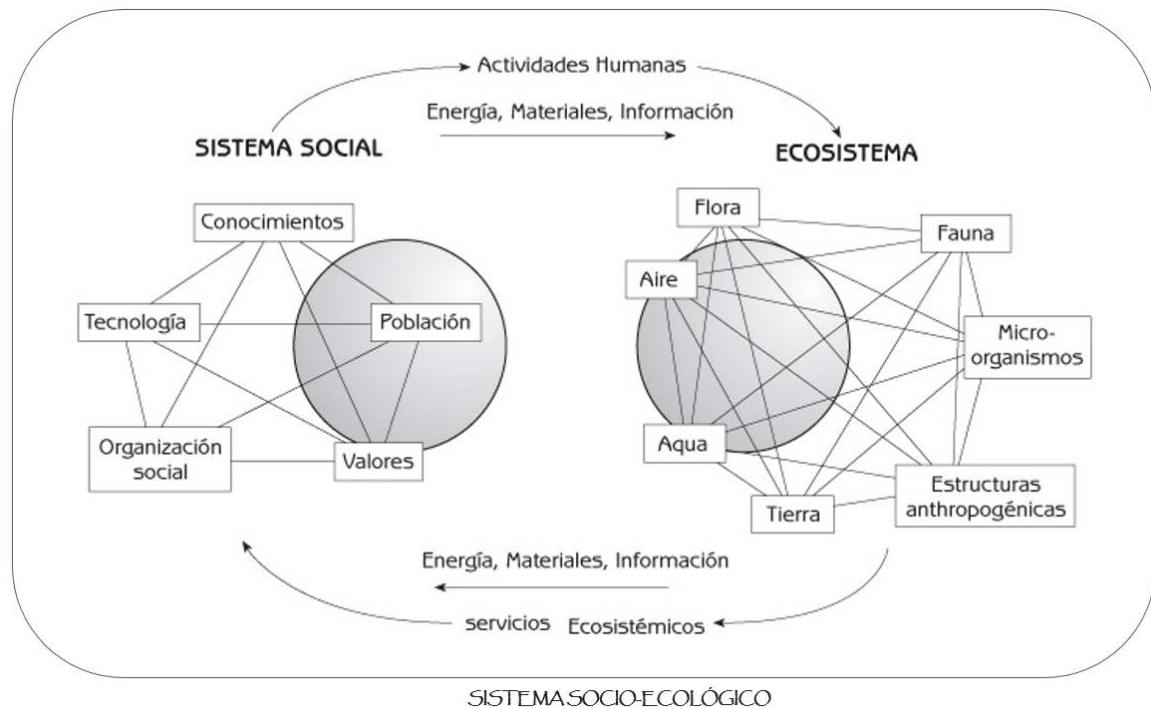 Actividades Humanas
Energía, Materiales, Información
SISTEMA SOCIAL
ECOSISTEMA
Conocimientos
Tecnología
Población
Organización
social
Valores
Flora
Fauna
Aire
Micro-
organismos
Aqua
Tierra
Estructuras
anthropogénicas
Energía, Materiales, Información
servicios Ecosistémicos
SISTEMA SOCIO-ECOLÓGICO